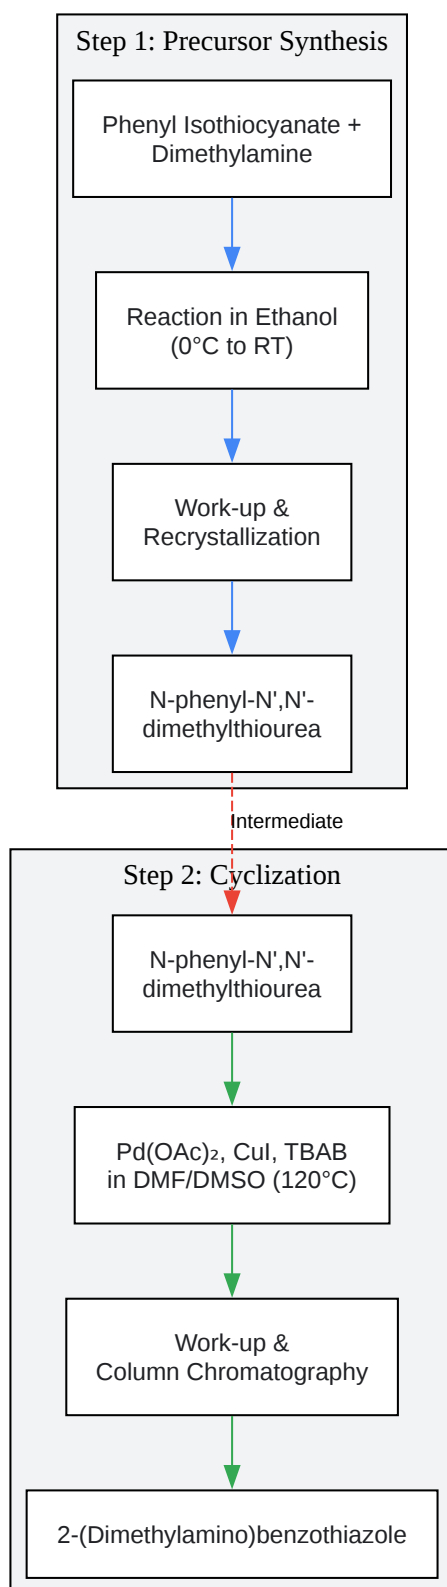 Step 1: Precursor Synthesis
Phenyl Isothiocyanate +
Dimethylamine
Reaction in Ethanol
(0°C to RT)
Work-up &
Recrystallization
N-phenyl-N',N'-
dimethylthiourea
Intermediate
Step 2: Cyclization
N-phenyl-N',N'-
dimethylthiourea
Pd(OAc)₂, CuI, TBAB
in DMF/DMSO (120°C)
Work-up &
Column Chromatography
2-(Dimethylamino)benzothiazole